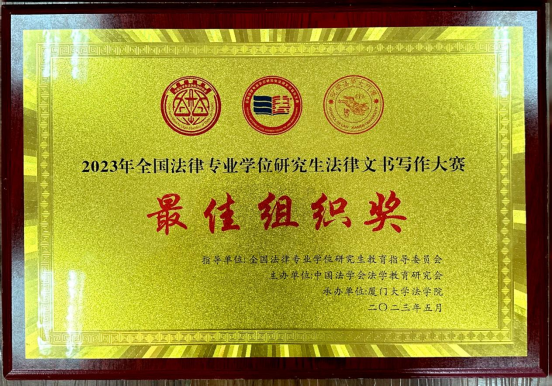 2023年全国法律专业学位研究生法律文书写作大赛
最佳组织奖
指导单位:全国法律专业学位研究生教育指导委员会
主办单位:中国法学会法学教育研究会
承办单位:厦门大学法学院
二〇二三年五月